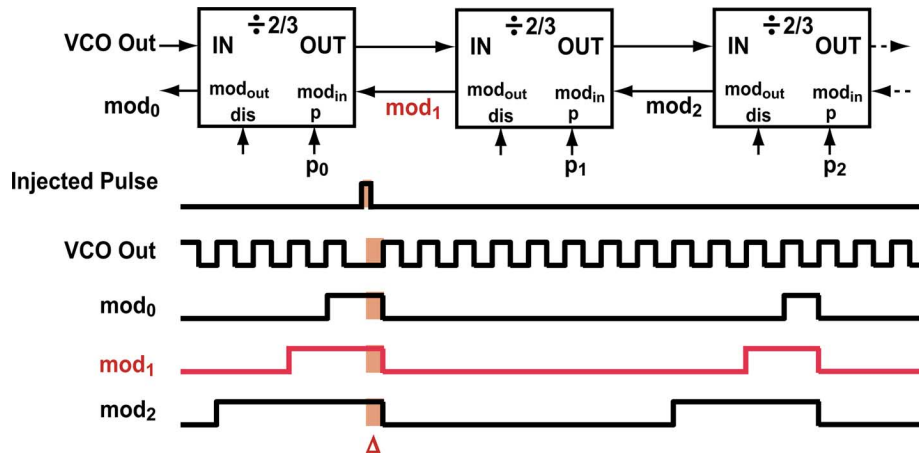 ÷2/3 ÷2/3 ÷2/3
VCO Out IN OUT IN OUT IN OUT
mod0 modout modin mod1 modout modin mod2 modout modin
dis p dis p dis p
p0 p1 p2
Injected Pulse
VCO Out
mod0
mod1
mod2
Δ